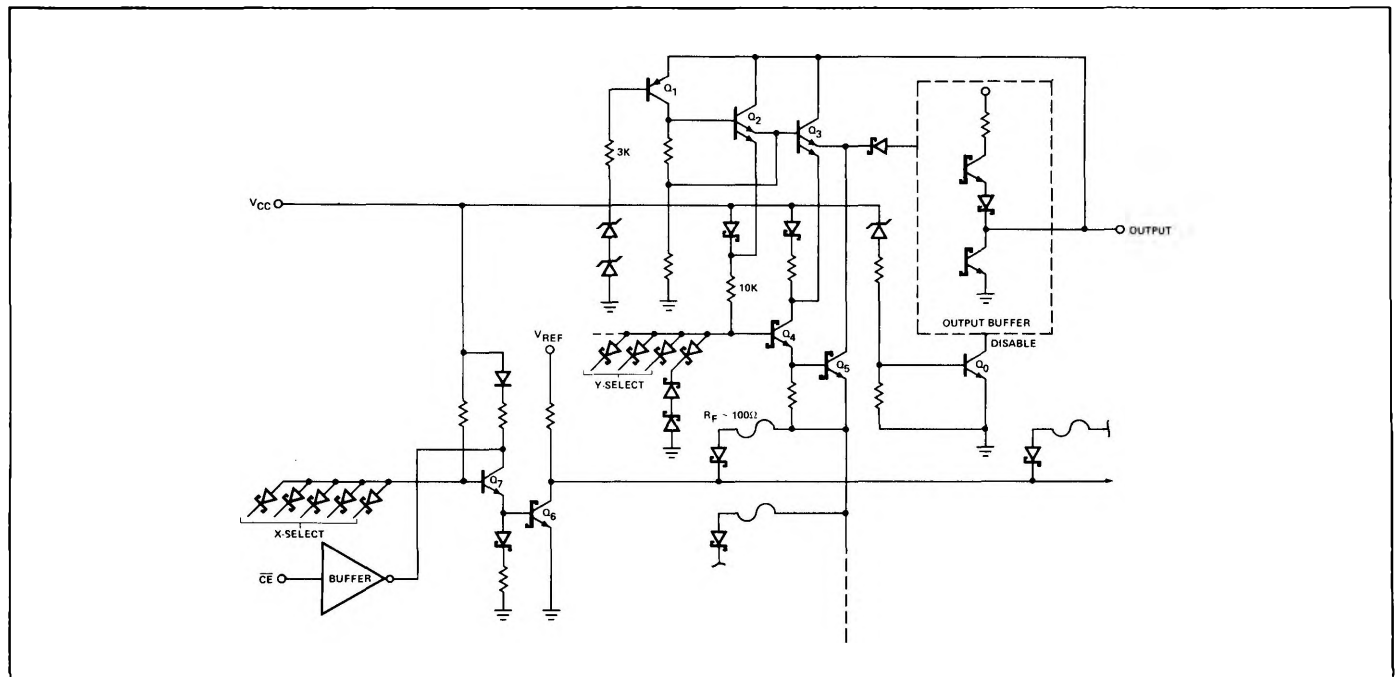 Q1
Q2
Q3
3K
VCC
OUTPUT
10K
VREF
Q4
OUTPUT BUFFER
DISABLE
Y-SELECT
Q5
Q0
RF ~ 100Ω
Q7
Q6
X-SELECT
CE
BUFFER